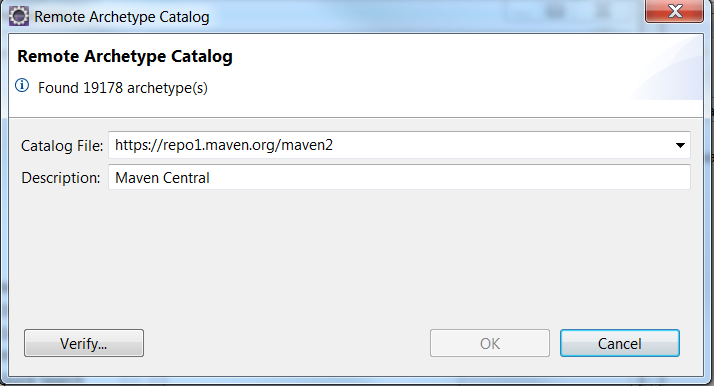 Remote Archetype Catalog
Remote Archetype Catalog
Found 19178 archetype(s)
Catalog File: https://repo1.maven.org/maven2
Description: Maven Central
Verify... OK Cancel